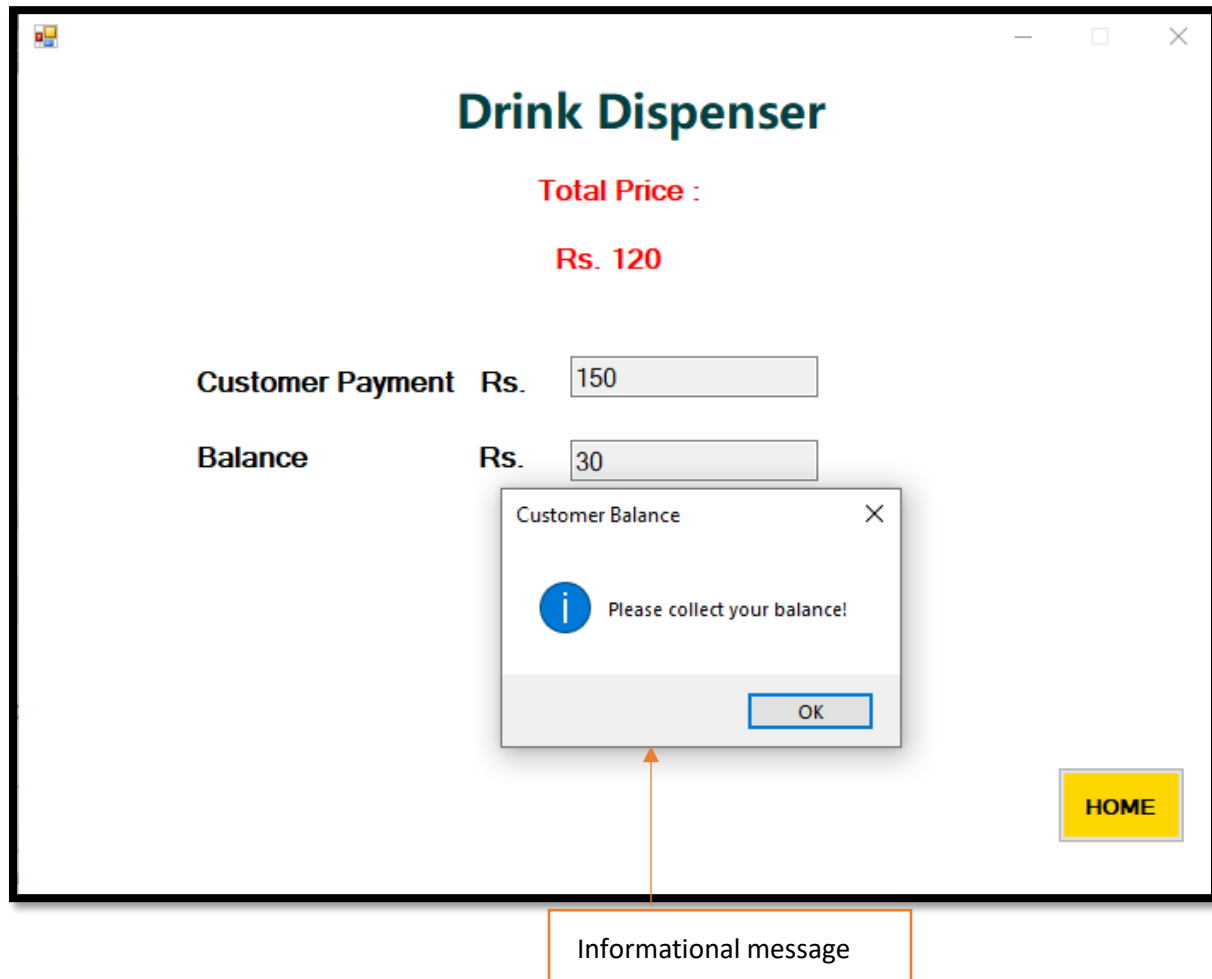 Drink Dispenser
Total Price :
Rs. 120
Customer Payment Rs. 150
Balance Rs. 30
Customer Balance
Please collect your balance!
OK
HOME
Informational message